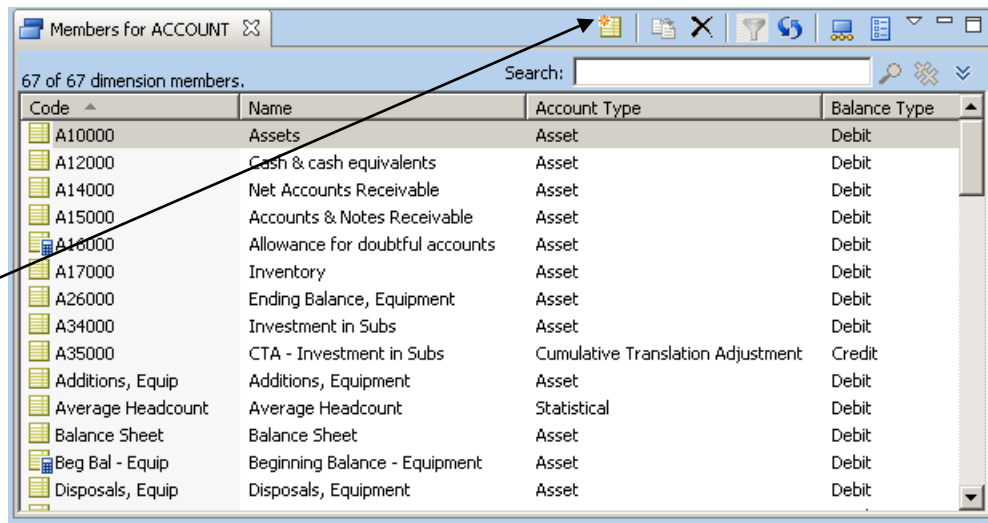 Members for ACCOUNT
67 of 67 dimension members.
Search:
Code Name Account Type Balance Type
A10000 Assets Asset Debit
A12000 Cash & cash equivalents Asset Debit
A14000 Net Accounts Receivable Asset Debit
A15000 Accounts & Notes Receivable Asset Debit
A16000 Allowance for doubtful accounts Asset Debit
A17000 Inventory Asset Debit
A26000 Ending Balance, Equipment Asset Debit
A34000 Investment in Subs Asset Debit
A35000 CTA - Investment in Subs Cumulative Translation Adjustment Credit
Additions, Equip Additions, Equipment Asset Debit
Average Headcount Average Headcount Statistical Debit
Balance Sheet Balance Sheet Asset Debit
Beg Bal - Equip Beginning Balance - Equipment Asset Debit
Disposals, Equip Disposals, Equipment Asset Debit